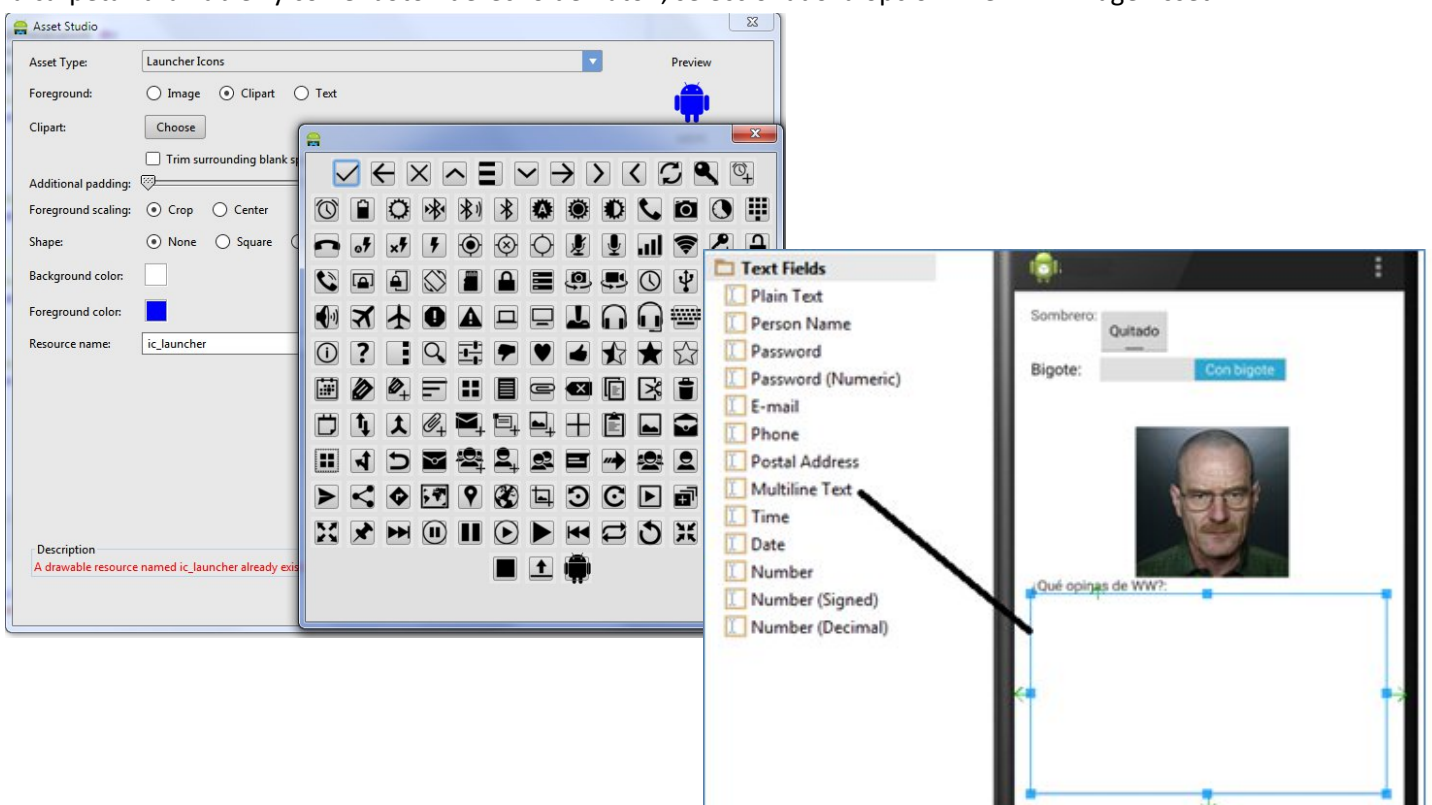 Asset Studio
Asset Type:
Launcher Icons
Preview
Foreground:
Image
Clipart
Text
Clipart:
Choose
Trim surrounding blank
Additional padding:
Foreground scaling:
Crop
Center
Shape:
None
Square
Background color:
Foreground color:
Resource name:
ic_launcher
Description
A drawable resource named ic_launcher already
Text Fields
Plain Text
Person Name
Password
Password (Numeric)
E-mail
Phone
Postal Address
Multiline Text
Time
Date
Number
Number (Signed)
Number (Decimal)
Sombrero:
Quitado
Bigote:
Con bigote
¿Qué opinas de WW?: